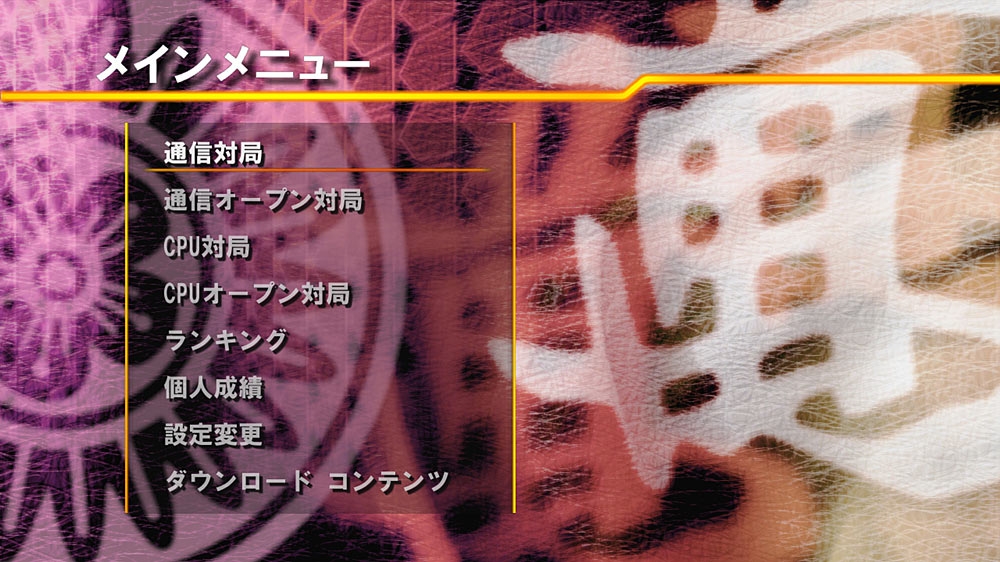 メインメニュー
通信対局
通信オープン対局
CPU対局
CPUオープン対局
ランキング
個人成績
設定変更
ダウンロード コンテンツ